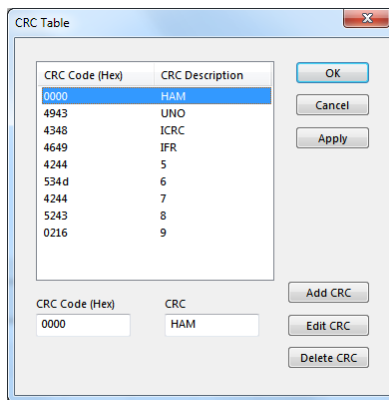 CRC Table
CRC Code (Hex) CRC Description
0000 HAM
4943 UNO
4348 ICRC
4649 IFR
4244 5
534d 6
4244 7
5243 8
0216 9
OK
Cancel
Apply
CRC Code (Hex) CRC
0000 HAM
Add CRC
Edit CRC
Delete CRC